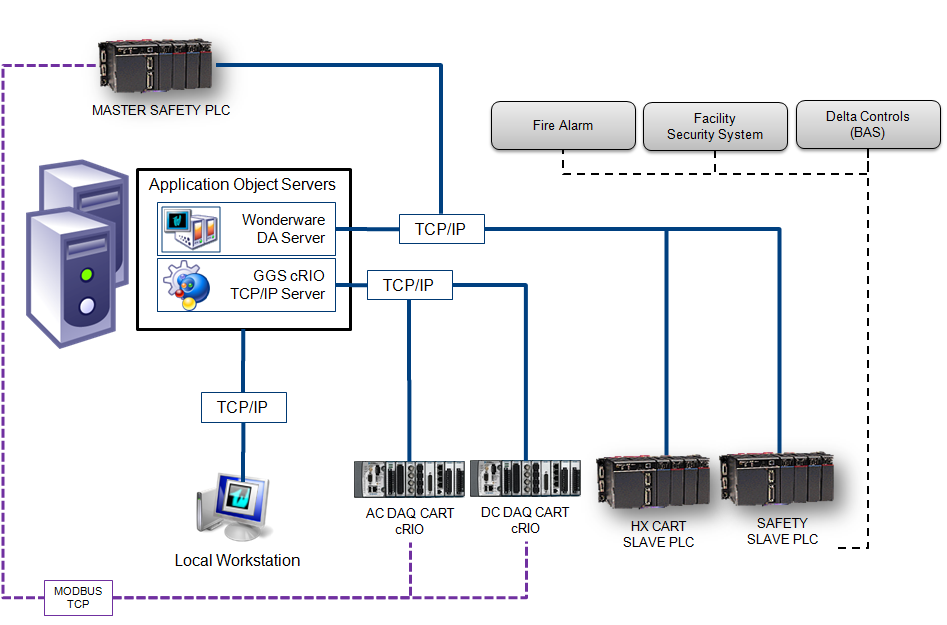 MASTER SAFETY PLC
Fire Alarm
Facility
Security System
Delta Controls
(BAS)
Application Object Servers
Wonderware
DA Server
TCP/IP
GGS cRIO
TCP/IP Server
TCP/IP
TCP/IP
AC DAQ CART
cRIO
DC DAQ CART
cRIO
HX CART
SLAVE PLC
SAFETY
SLAVE PLC
Local Workstation
MODBUS
TCP